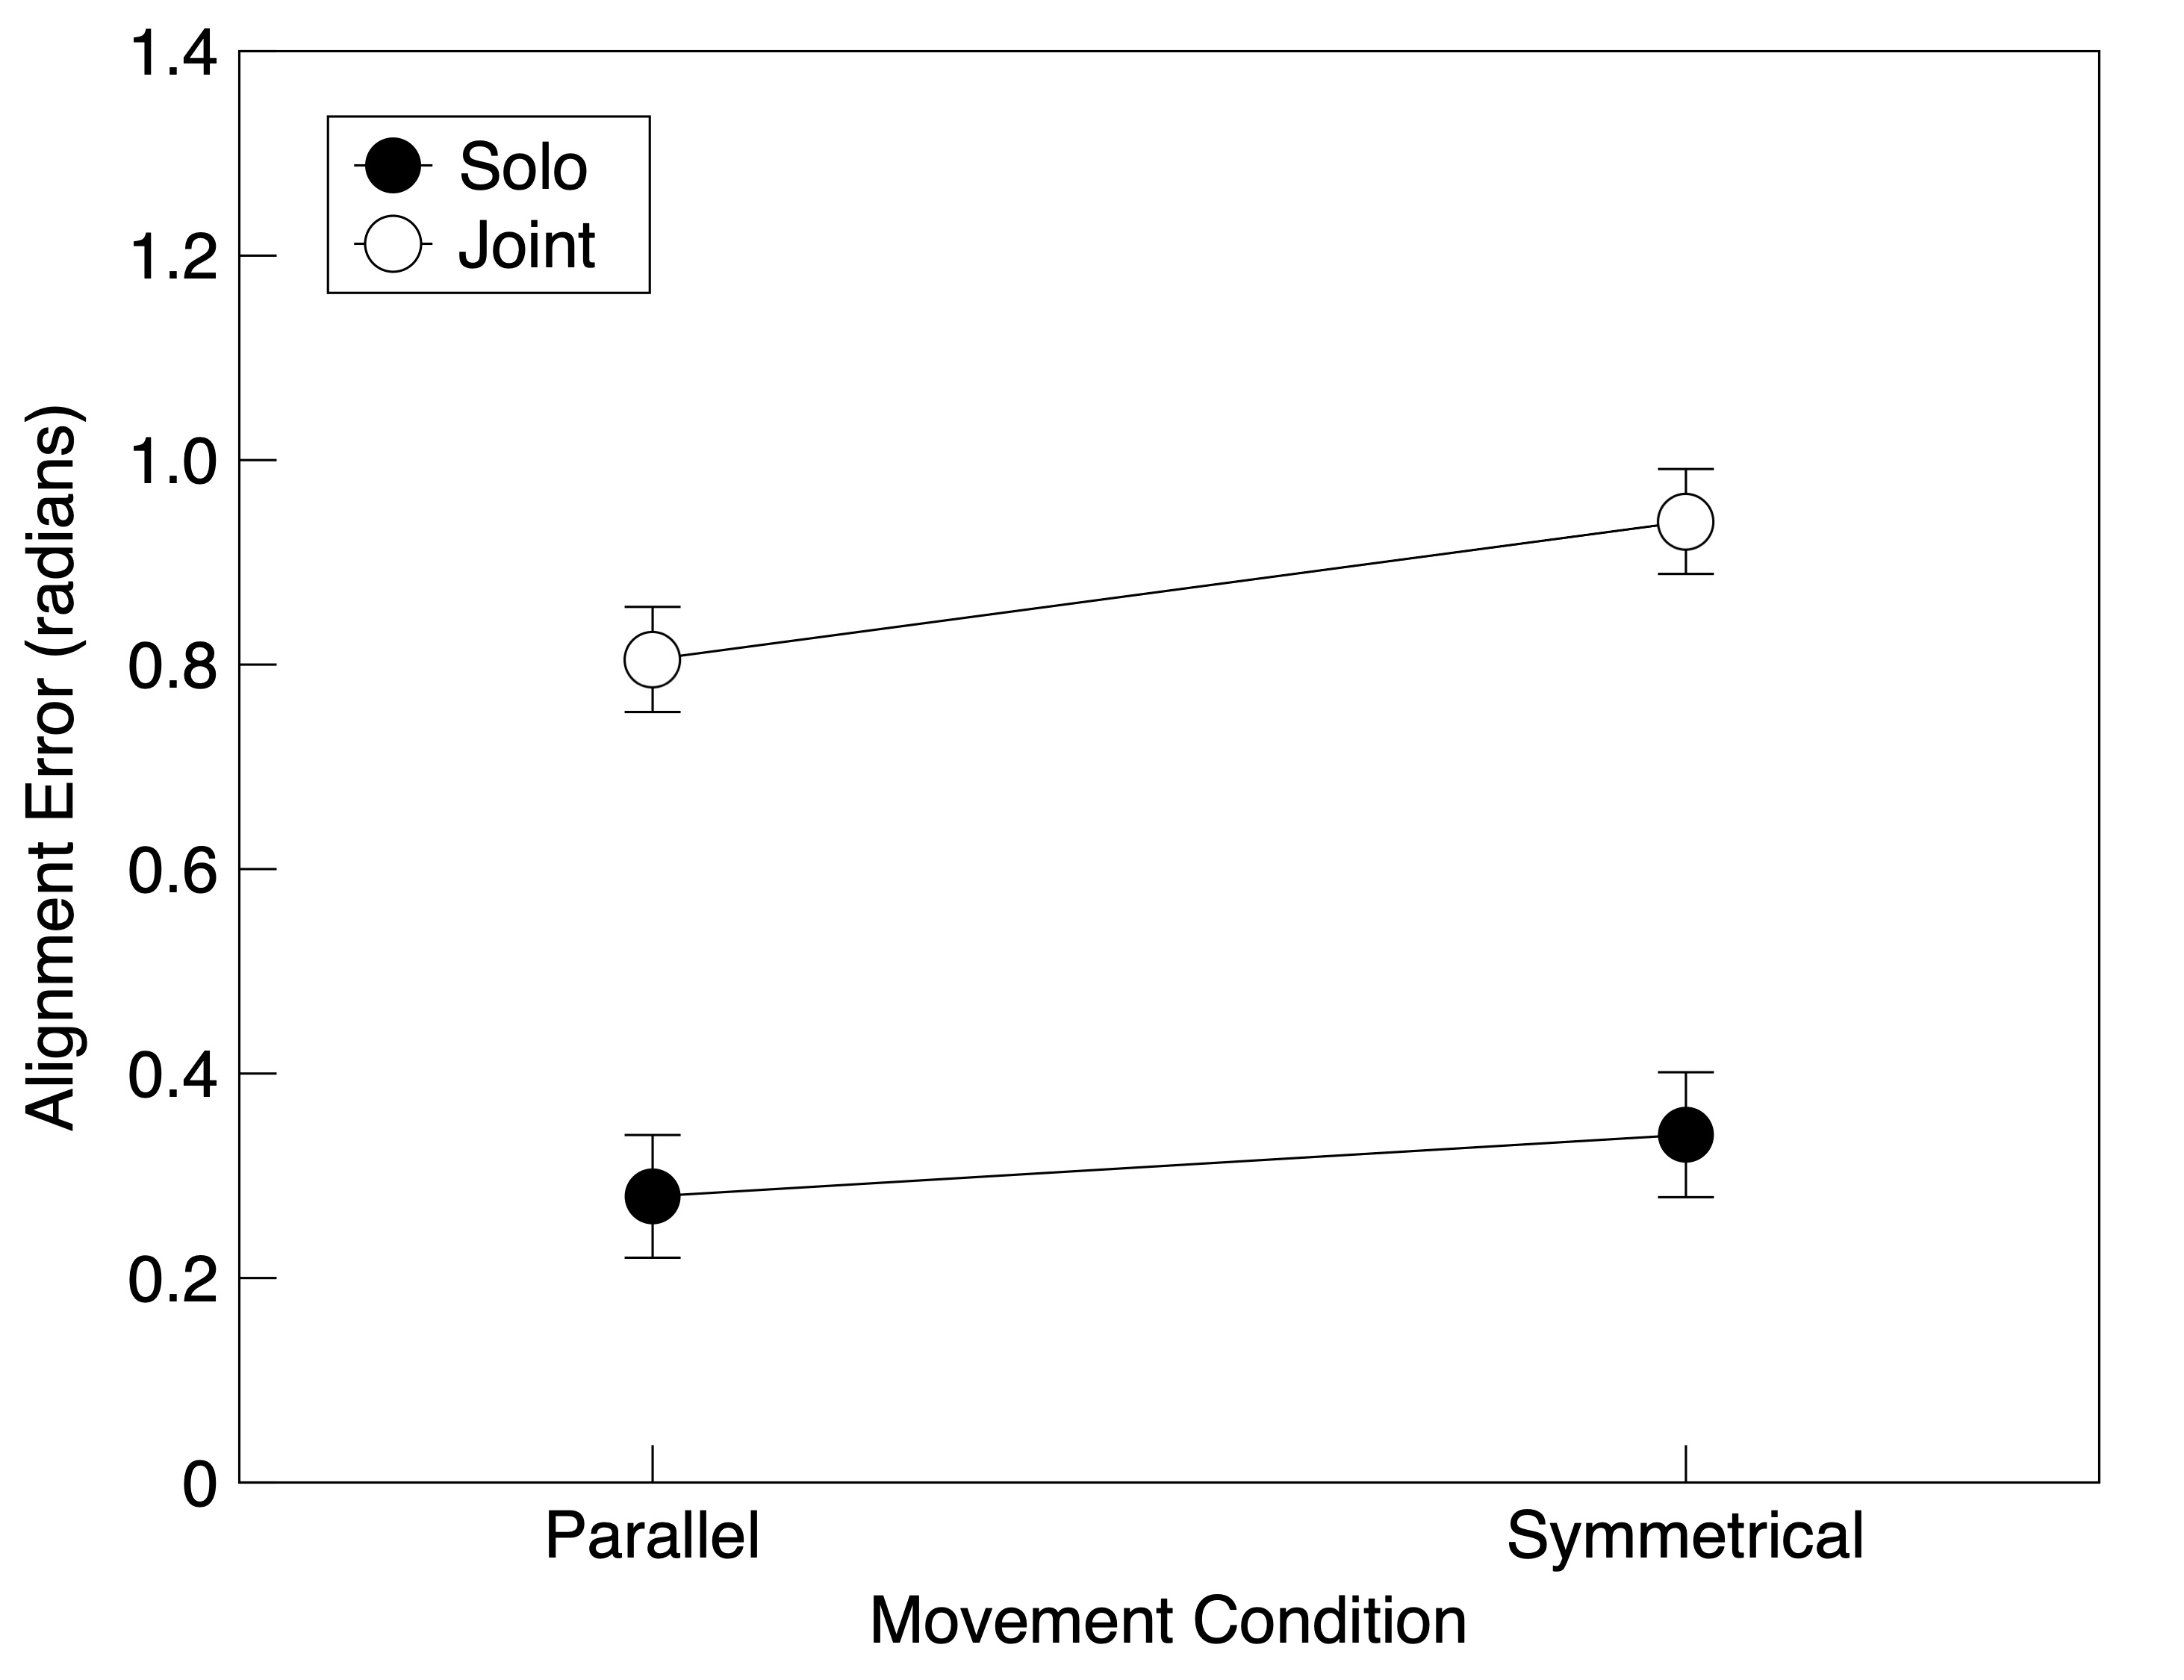 1.4
1.2
1.0
0.8
0.6
0.4
0.2
0
Alignment Error (radians)
Solo
Joint
Parallel
Symmetrical
Movement Condition